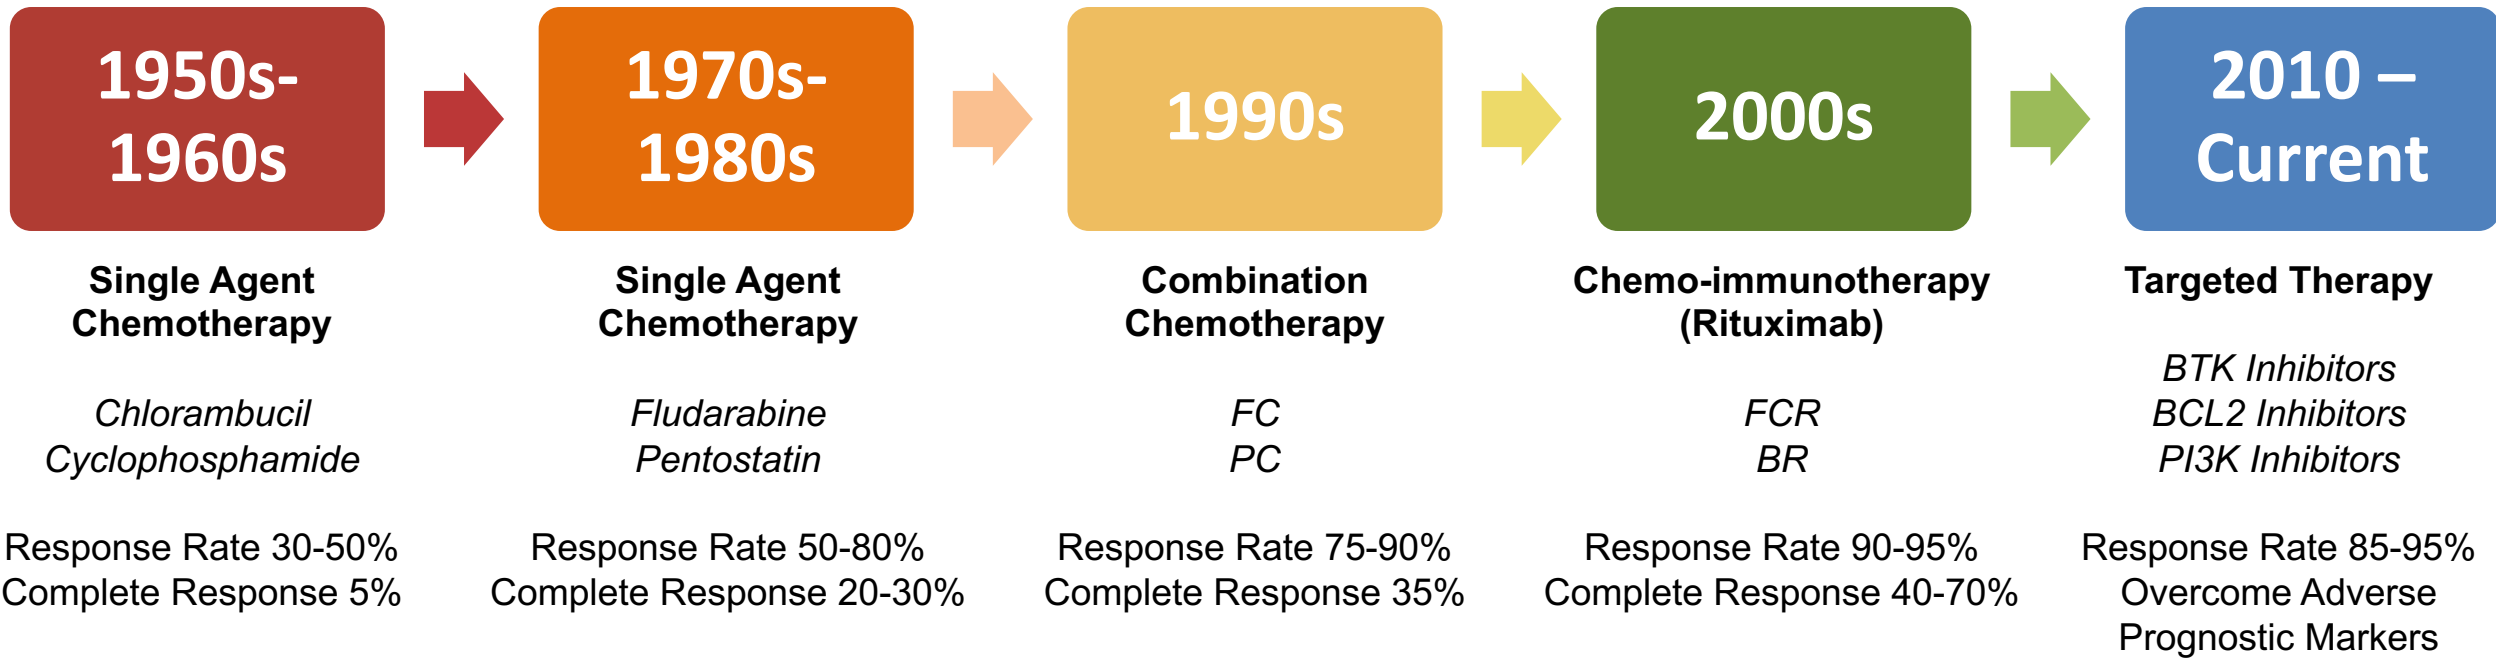 1950s-
1960s
1970s-
1980s
1990s
2000s
2010 –
Current
Single Agent
Chemotherapy
Chlorambucil
Cyclophosphamide
Response Rate 30-50%
Complete Response 5%
Single Agent
Chemotherapy
Fludarabine
Pentostatin
Response Rate 50-80%
Complete Response 20-30%
Combination
Chemotherapy
FC
PC
Response Rate 75-90%
Complete Response 35%
Chemo-immunotherapy
(Rituximab)
FCR
BR
Response Rate 90-95%
Complete Response 40-70%
Targeted Therapy
BTK Inhibitors
BCL2 Inhibitors
PI3K Inhibitors
Response Rate 85-95%
Overcome Adverse
Prognostic Markers